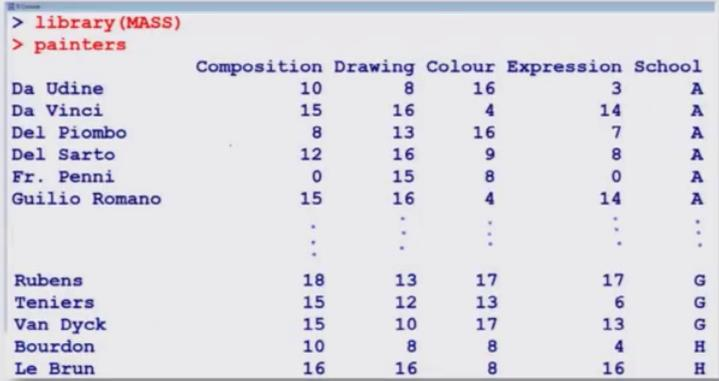 > library(MASS)
> painters
Composition Drawing Colour Expression School
Da Udine 10 8 16 3 A
Da Vinci 15 16 4 14 A
Del Piombo 8 13 16 7 A
Del Sarto 12 16 9 8 A
Fr. Penni 0 15 8 0 A
Guilio Romano 15 16 4 14 A
Rubens 18 13 17 17 G
Teniers 15 12 13 6 G
Van Dyck 15 10 17 13 G
Bourdon 10 8 8 4 H
Le Brun 16 16 8 16 H